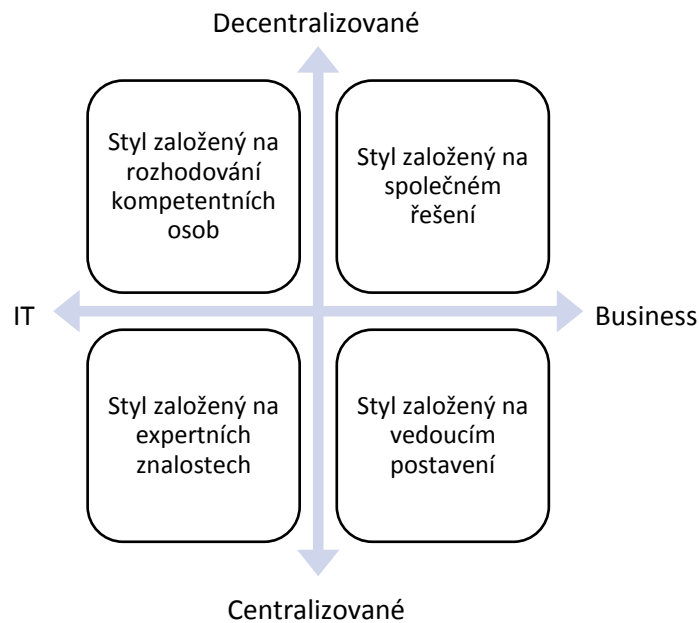 Decentralizované
Styl založený na
rozhodování
kompetentních
osob
Styl založený na
společném
řešení
IT
Business
Styl založený na
expertních
znalostech
Styl založený na
vedoucím
postavení
Centralizované